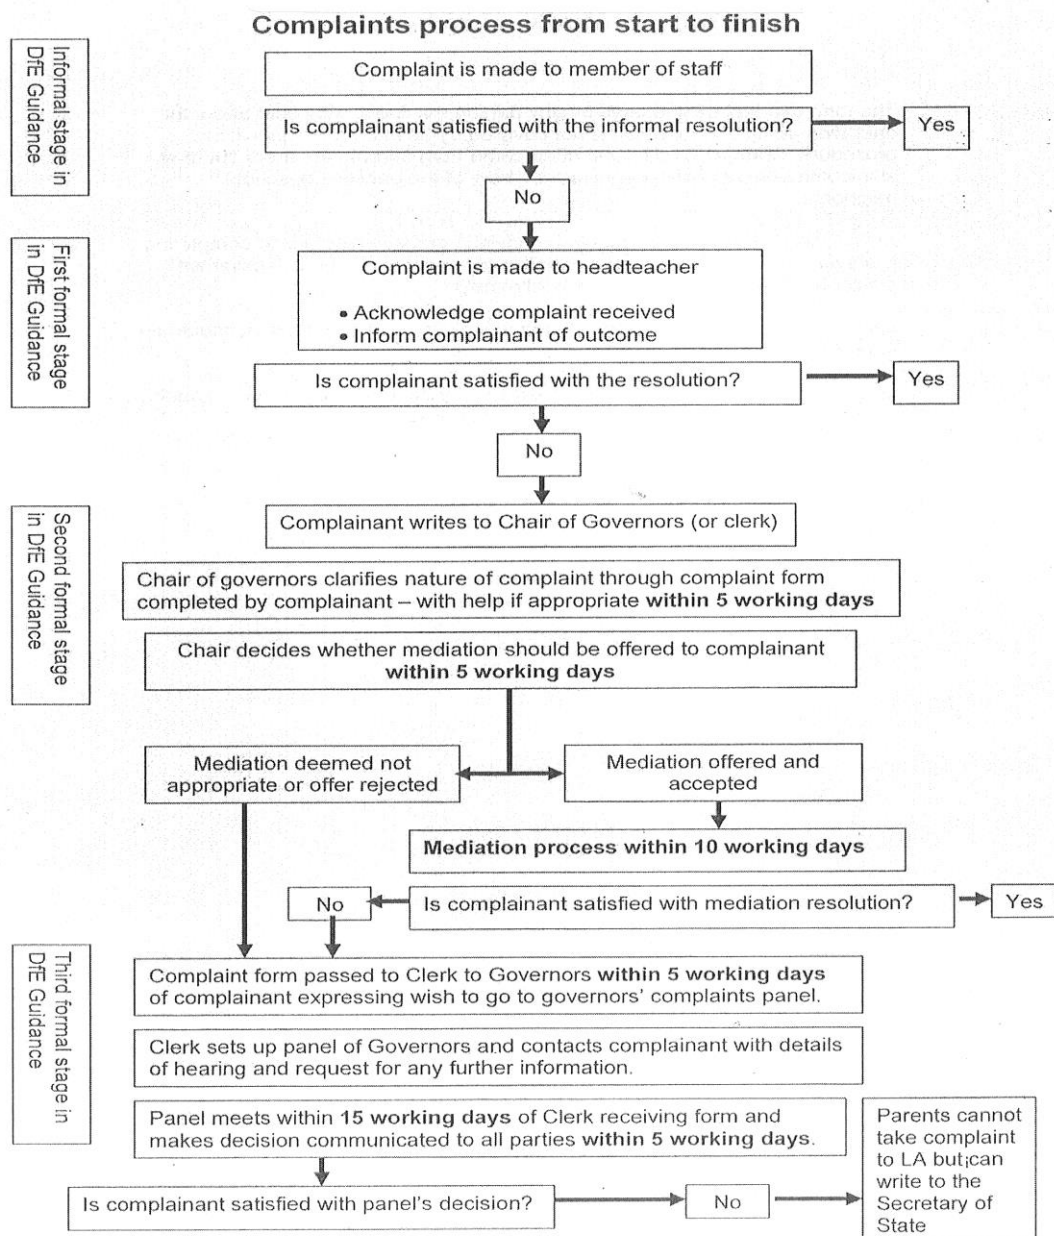 Complaints process from start to finish
Informal stage in
DfE Guidance
Complaint is made to member of staff
Is complainant satisfied with the informal resolution?
Yes
No
First formal stage
in DfE Guidance
Complaint is made to headteacher
• Acknowledge complaint received
• Inform complainant of outcome
Is complainant satisfied with the resolution?
Yes
No
Second formal stage
in DfE Guidance
Complainant writes to Chair of Governors (or clerk)
Chair of governors clarifies nature of complaint through complaint form
completed by complainant – with help if appropriate within 5 working days
Chair decides whether mediation should be offered to complainant
within 5 working days
Mediation deemed not
appropriate or offer rejected
Mediation offered and
accepted
Mediation process within 10 working days
Is complainant satisfied with mediation resolution?
No
Yes
Third formal stage in
DfE Guidance
Complaint form passed to Clerk to Governors within 5 working days
of complainant expressing wish to go to governors' complaints panel.
Clerk sets up panel of Governors and contacts complainant with details
of hearing and request for any further information.
Panel meets within 15 working days of Clerk receiving form and
makes decision communicated to all parties within 5 working days.
Is complainant satisfied with panel's decision?
No
Parents cannot
take complaint
to LA but can
write to the
Secretary of
State